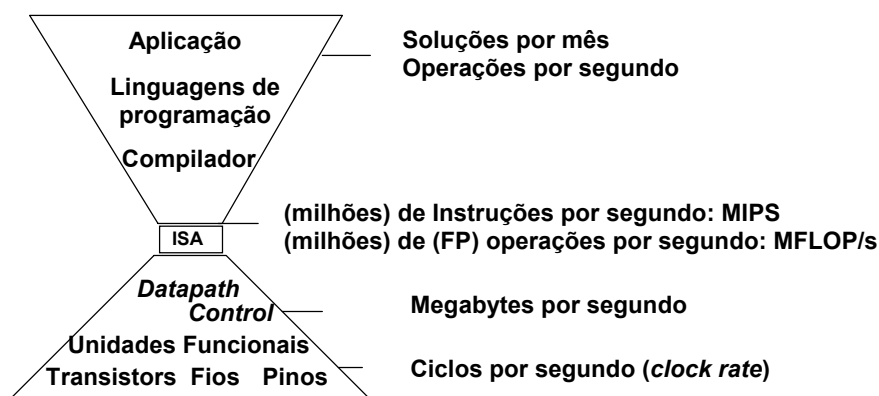 Aplicação
Soluções por mês
Operações por segundo
Linguagens de
programação
Compilador
(milhões) de Instruções por segundo: MIPS
ISA
(milhões) de (FP) operações por segundo: MFLOP/s
Datapath
Control
Megabytes por segundo
Unidades Funcionais
Transistors Fios Pinos
Ciclos por segundo (clock rate)